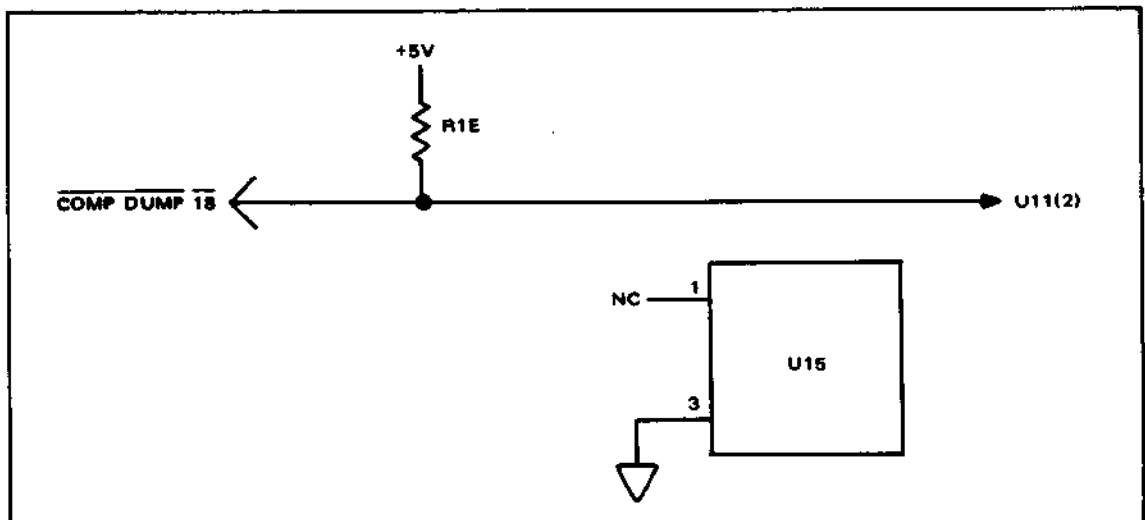 +5V
R1E
COMP DUMP 18
U11(2)
NC
1
U15
3